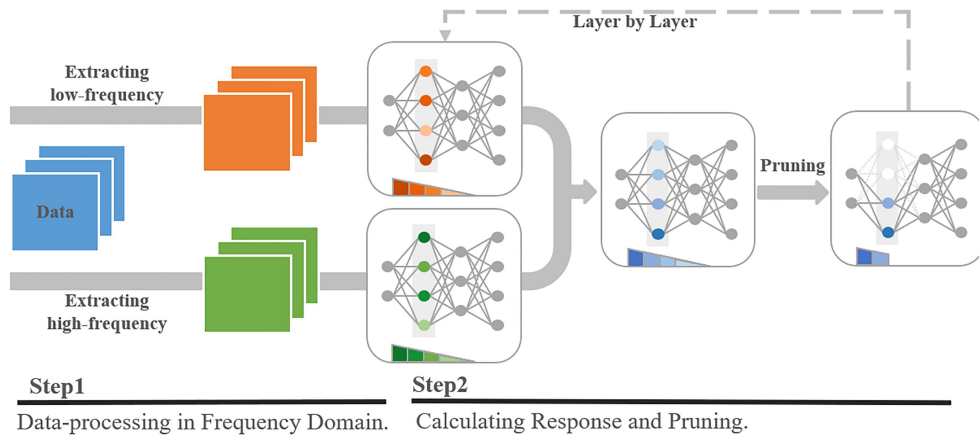 Layer by Layer
Extracting
low-frequency
Data
Pruning
Extracting
high-frequency
Step1
Data-processing in Frequency Domain.
Step2
Calculating Response and Pruning.